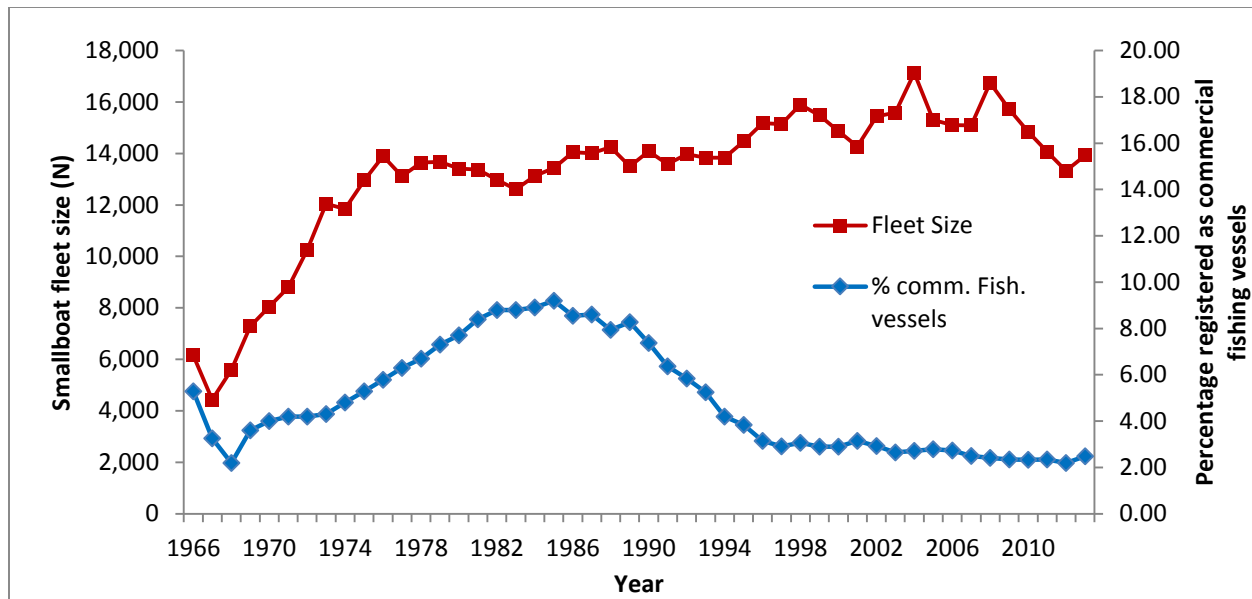 18,000
16,000
14,000
12,000
10,000
8,000
6,000
4,000
2,000
0
Smallboat fleet size (N)
20.00
18.00
16.00
14.00
12.00
10.00
8.00
6.00
4.00
2.00
0.00
Percentage registered as commercial
fishing vessels
Fleet Size
% comm. Fish.
vessels
1966 1970 1974 1978 1982 1986 1990 1994 1998 2002 2006 2010
Year